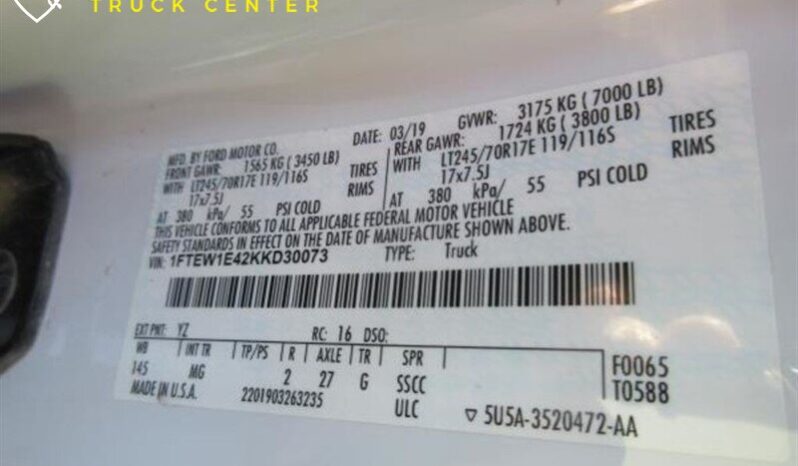 TRUCK CENTER
MFD. BY FORD MOTOR CO.
DATE: 03/19
GVWR: 3175 KG ( 7000 LB)
FRONT GAWR: 1565 KG ( 3450 LB)
REAR GAWR: 1724 KG ( 3800 LB)
WITH LT245/70R17E 119/116S TIRES
WITH LT245/70R17E 119/116S TIRES
17x7.5J RIMS
17x7.5J RIMS
AT 380 kPa/ 55 PSI COLD
AT 380 kPa/ 55 PSI COLD
THIS VEHICLE CONFORMS TO ALL APPLICABLE FEDERAL MOTOR VEHICLE
SAFETY STANDARDS IN EFFECT ON THE DATE OF MANUFACTURE SHOWN ABOVE.
VIN: 1FTEW1E42KKD30073
TYPE: Truck
EXT PNT: YZ RC: 16 DSO:
WB INT TR TP/PS R AXLE TR SPR
145 MG 2 27 G SSCC
F0065
T0588
MADE IN U.S.A. 2201903263235 ULC
5U5A-3520472-AA